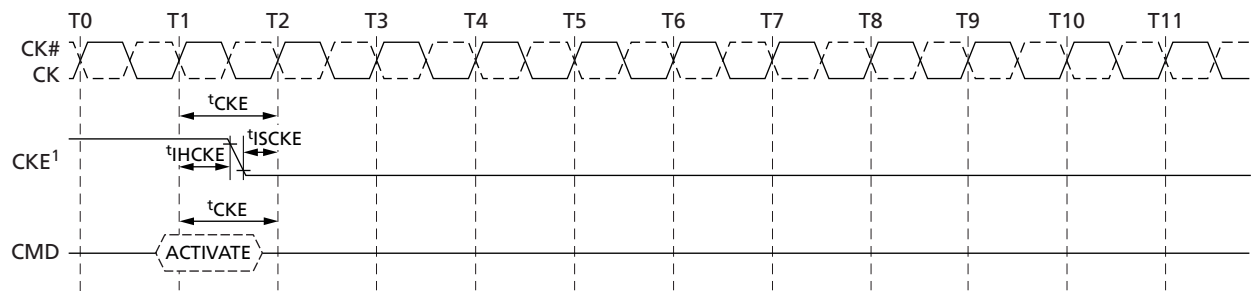 T0 T1 T2 T3 T4 T5 T6 T7 T8 T9 T10 T11
CK#
CK
tCKE
tISCKE
CKE1
tIHCKE
tCKE
CMD
ACTIVATE